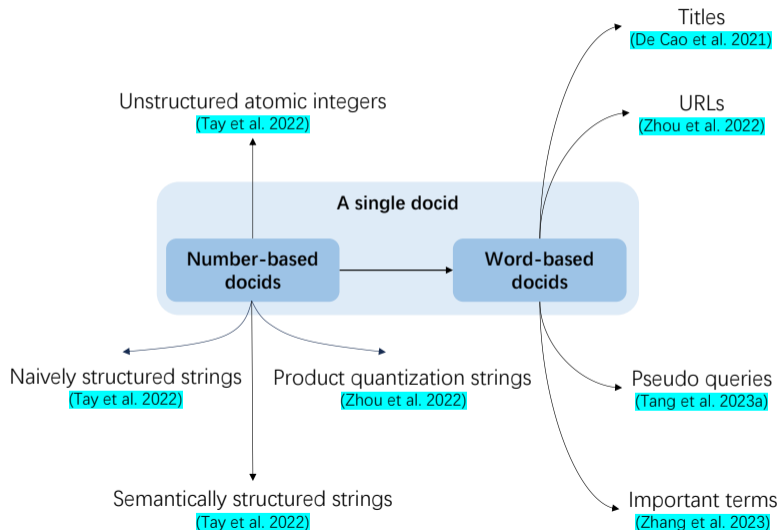 Titles
(De Cao et al. 2021)
Unstructured atomic integers
(Tay et al. 2022)
URLs
(Zhou et al. 2022)
A single docid
Number-based
docids
Word-based
docids
Naively structured strings
(Tay et al. 2022)
Product quantization strings
(Zhou et al. 2022)
Pseudo queries
(Tang et al. 2023a)
Semantically structured strings
(Tay et al. 2022)
Important terms
(Zhang et al. 2023)